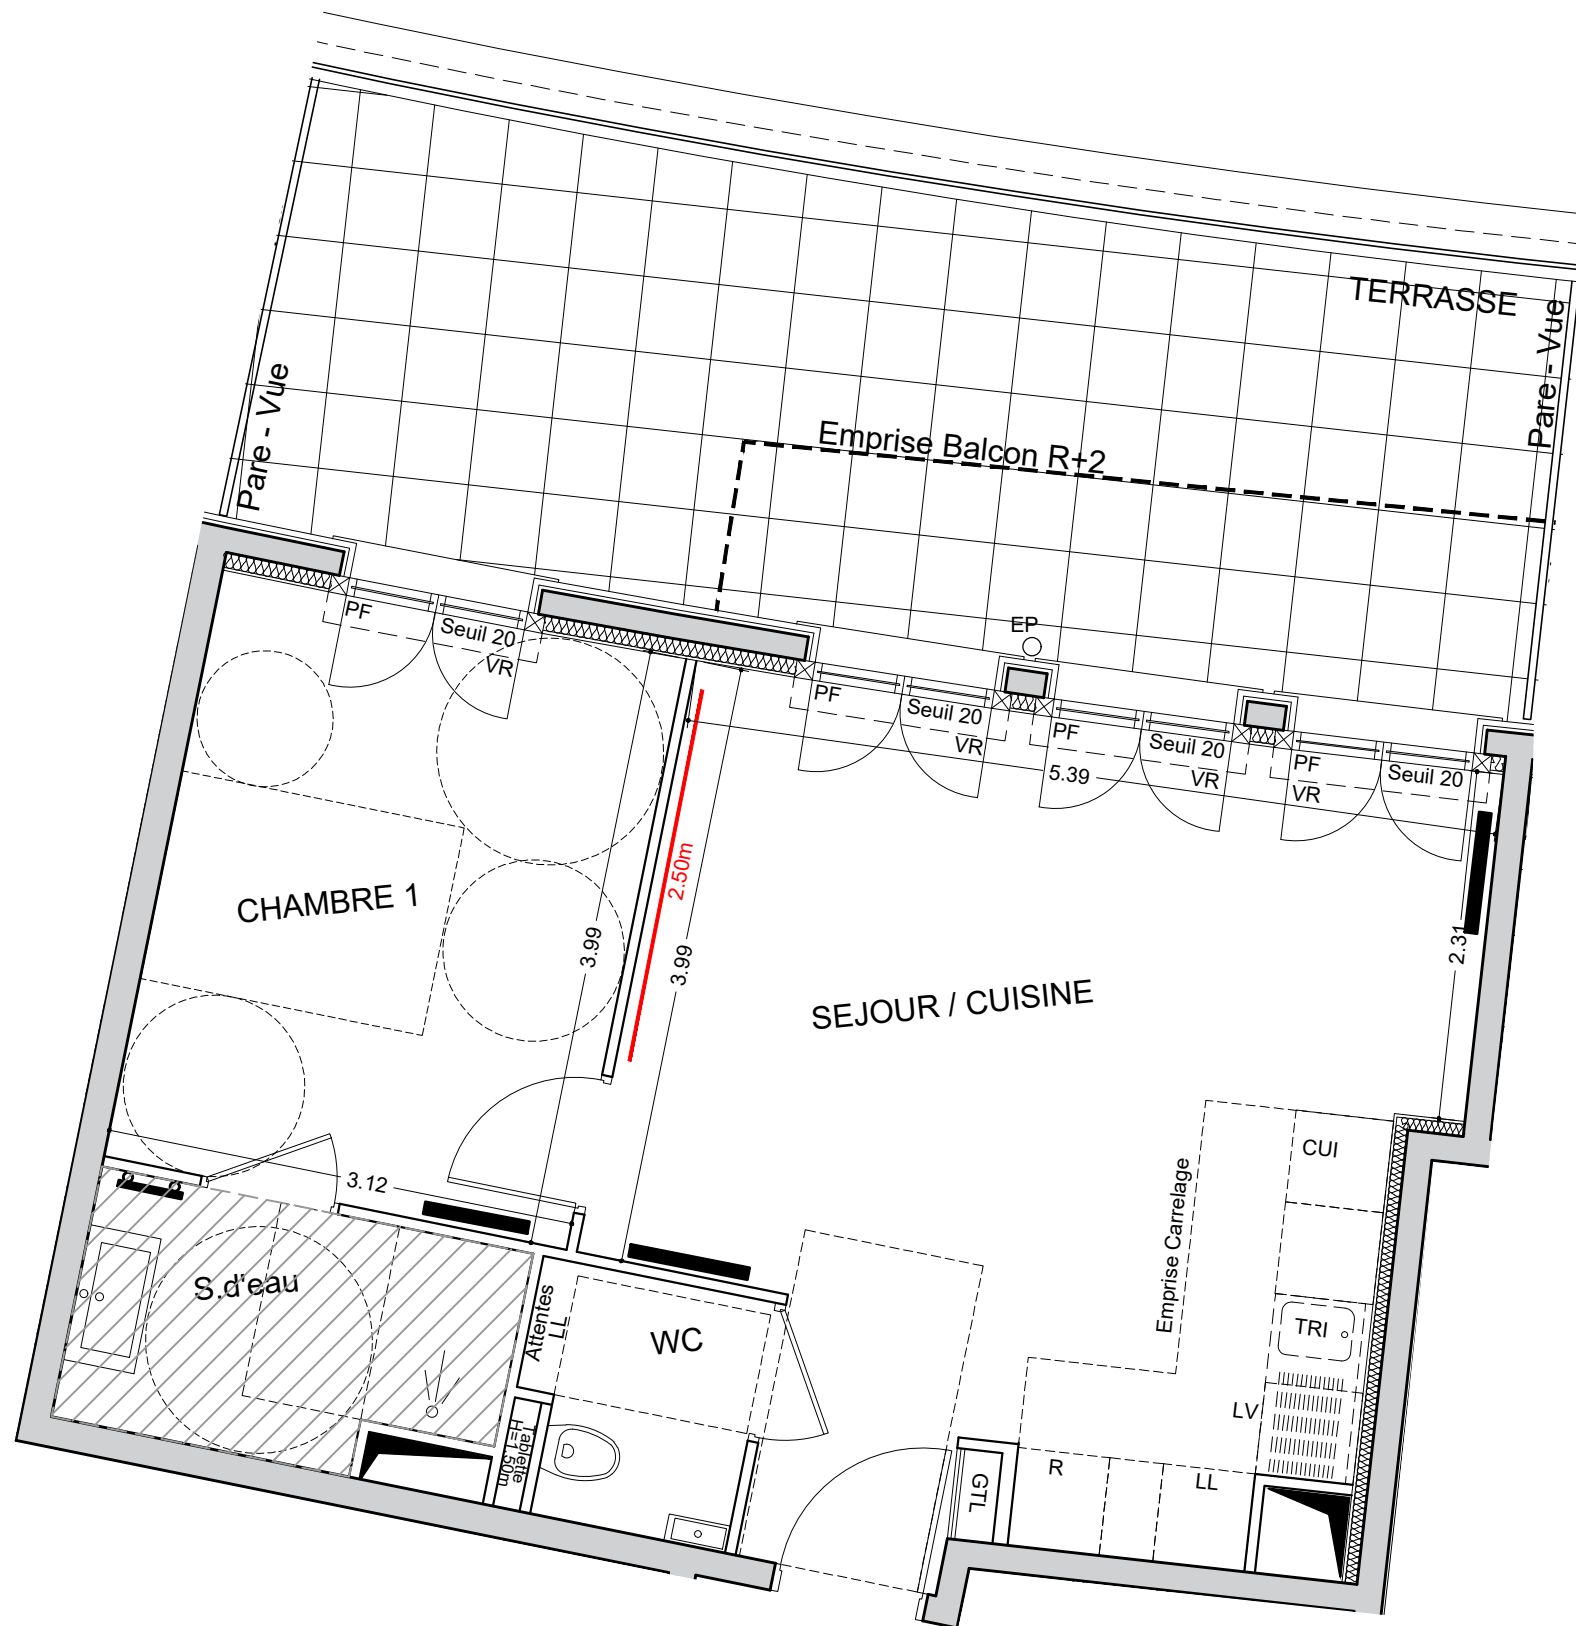 TERRASSE
Pare - Vue
Pare - Vue
Emprise Balcon R+2
EP
PF
Seuil 20
VR
PF
Seuil 20
VR
PF
Seuil 20
VR
PF
Seuil 20
VR
5.39
2.50m
3.99
3.99
2.31
CHAMBRE 1
SEJOUR / CUISINE
CUI
3.12
Emprise Carrelage
S.d'eau
Attentes
LL
WC
TRI
LV
Tablette
H=1.50m
GTL
R
LL